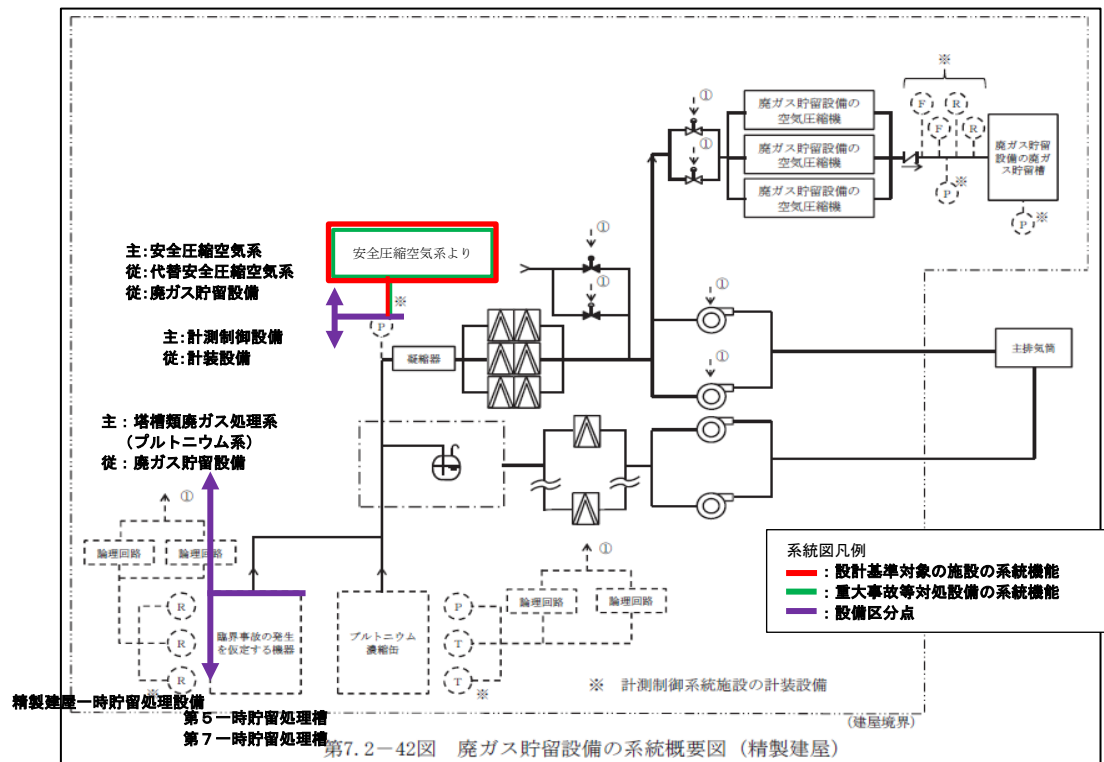 ※
①
F
R
F
R
廃ガス貯留設備の
空気圧縮機
廃ガス貯留設備の
空気圧縮機
廃ガス貯留設備の
空気圧縮機
①
廃ガス貯留
設備の廃ガ
ス貯留槽
P
※
P
※
主：安全圧縮空気系
従：代替安全圧縮空気系
従：廃ガス貯留設備
安全圧縮空気系より
※
P
主：計測制御設備
従：計装設備
①
①
①
凝縮器
主排気筒
主：塔槽類廃ガス処理系
（プルトニウム系）
従：廃ガス貯留設備
①
論理回路
論理回路
R
R
R
※
臨界事故の発生
を仮定する機器
プルトニウム
濃縮缶
①
論理回路
論理回路
P
T
T
※
系統図凡例
：設計基準対象の施設の系統機能
：重大事故等対処設備の系統機能
：設備区分点
※　計測制御系統施設の計装設備
精製建屋一時貯留処理設備
第５一時貯留処理槽
第７一時貯留処理槽
(建屋境界)
第7.2－42図　廃ガス貯留設備の系統概要図（精製建屋）